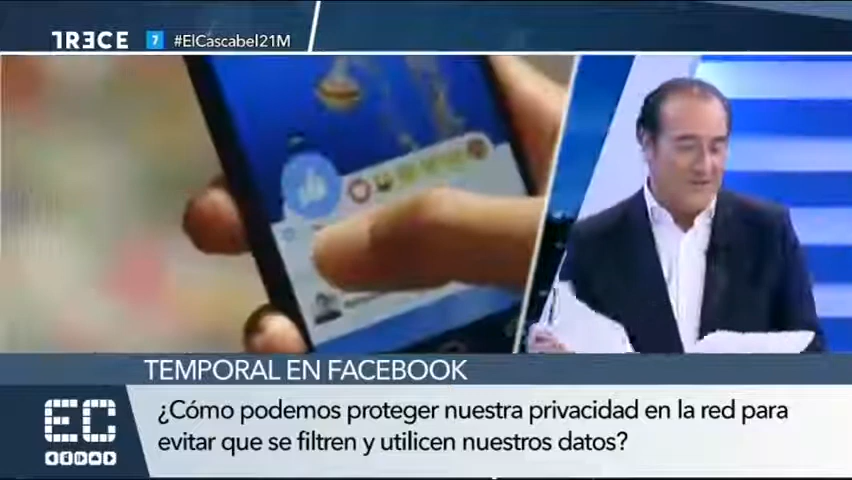 TRECE 7 #ElCascabel21M
TEMPORAL EN FACEBOOK
¿Cómo podemos proteger nuestra privacidad en la red para
evitar que se filtren y utilicen nuestros datos?
EC